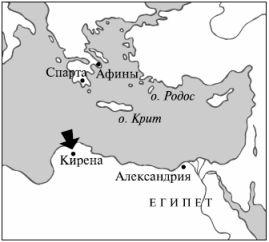 Спарта
Афины
о. Родос
о. Крит
Кирена
Александрия
ЕГИПЕТ